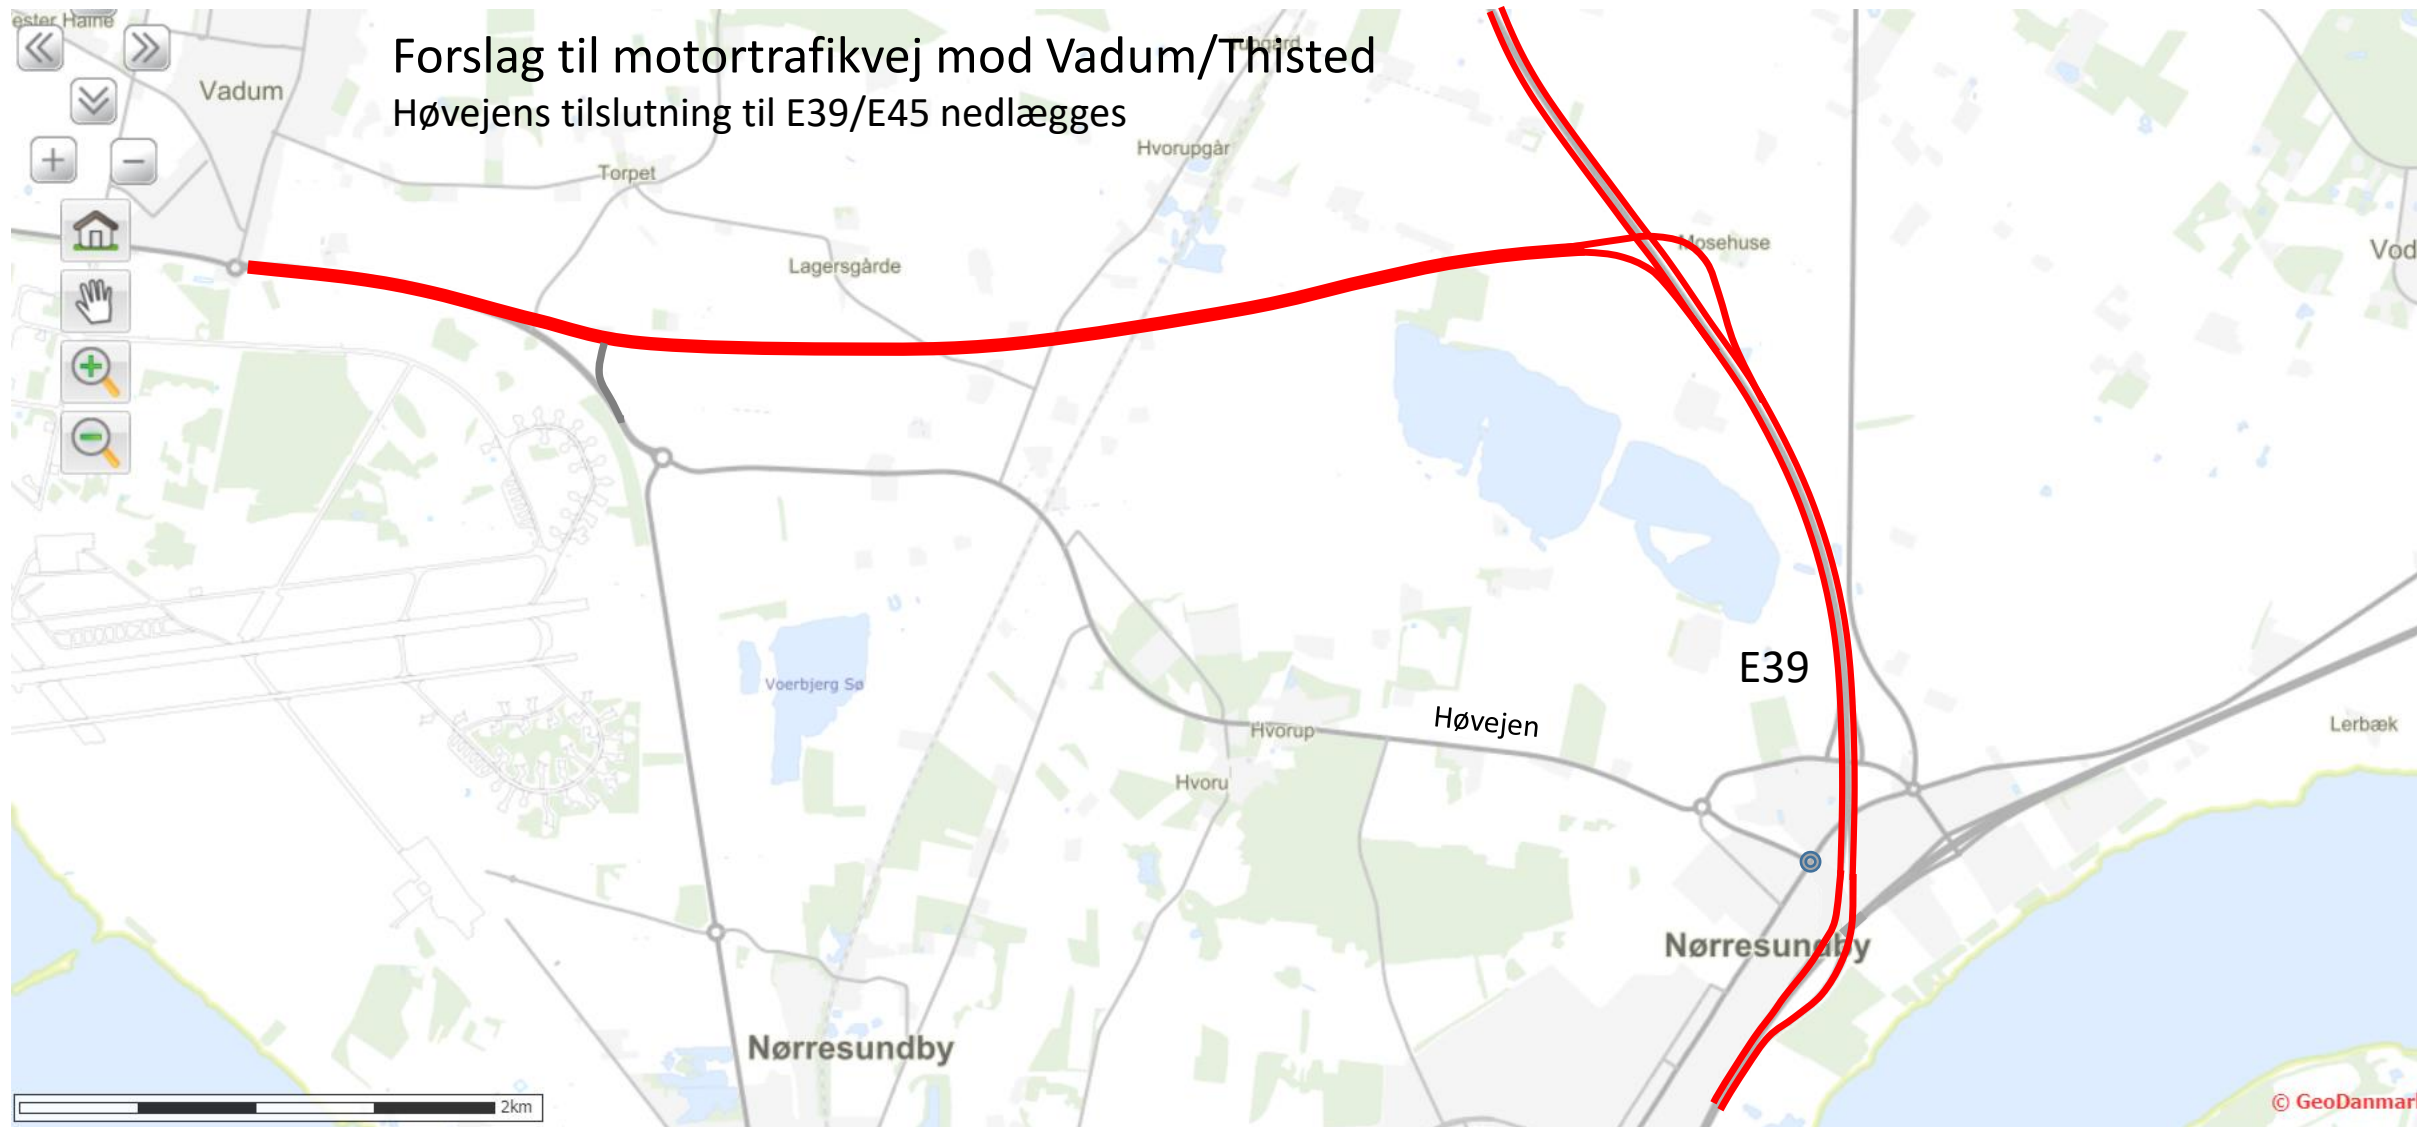 Forslag til motortrafikvej mod Vadum/Thisted
Høvejens tilslutning til E39/E45 nedlægges
Vadum
Torpet
Hvorupgår
Lagersgårde
Mosehuse
Vod
E39
Voerbjerg Sø
Høvejen
Hvorup
Lerbæk
Hvoru
Nørresundby
Nørresundby
2km
© GeoDanmar